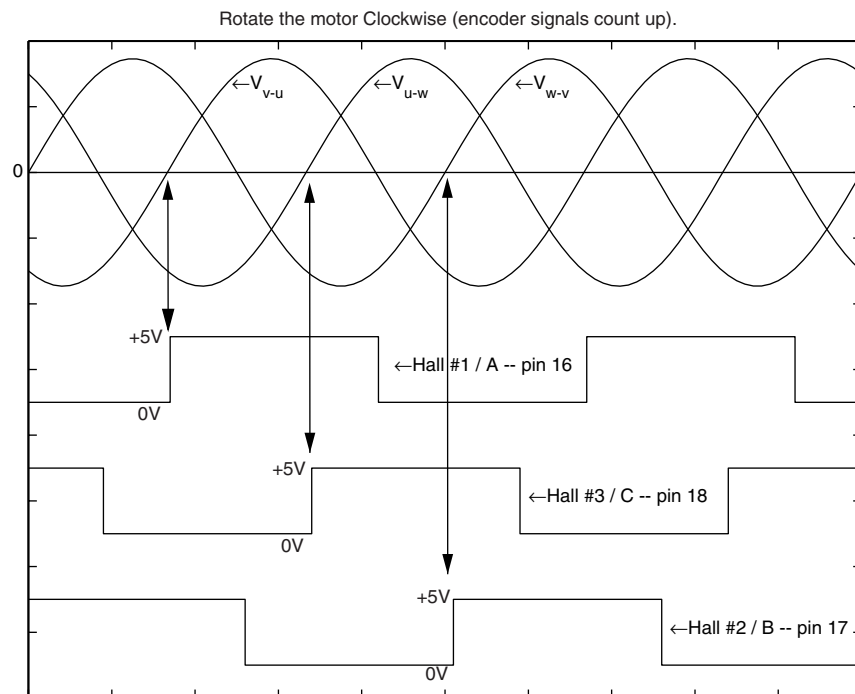 Rotate the motor Clockwise (encoder signals count up).
←V_v-u ←V_u-w ←V_w-v
0
+5V
←Hall #1 / A -- pin 16
0V
+5V
←Hall #3 / C -- pin 18
0V
+5V
←Hall #2 / B -- pin 17
0V